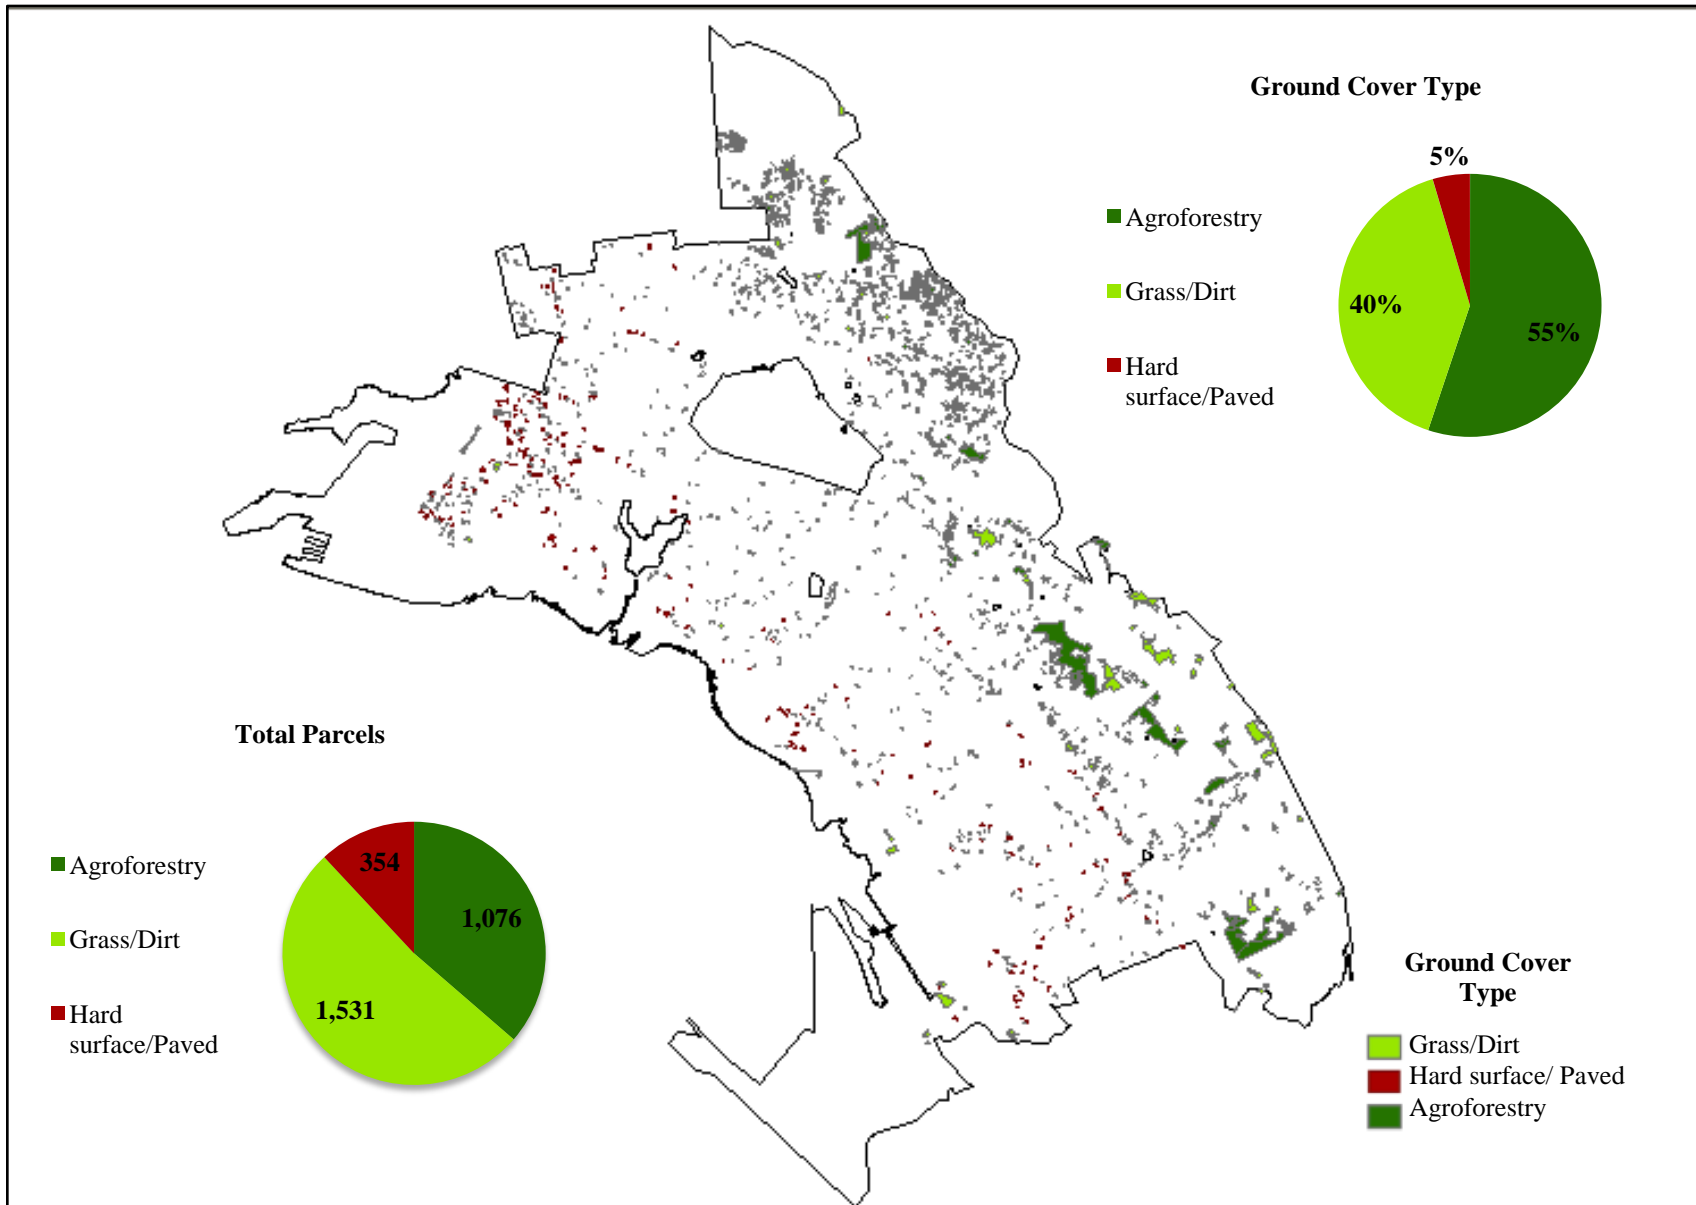 Ground Cover Type
5%
Agroforestry
Grass/Dirt
40%
55%
Hard
surface/Paved
Total Parcels
Agroforestry
354
1,076
Grass/Dirt
1,531
Hard
surface/Paved
Ground Cover
Type
Grass/Dirt
Hard surface/ Paved
Agroforestry